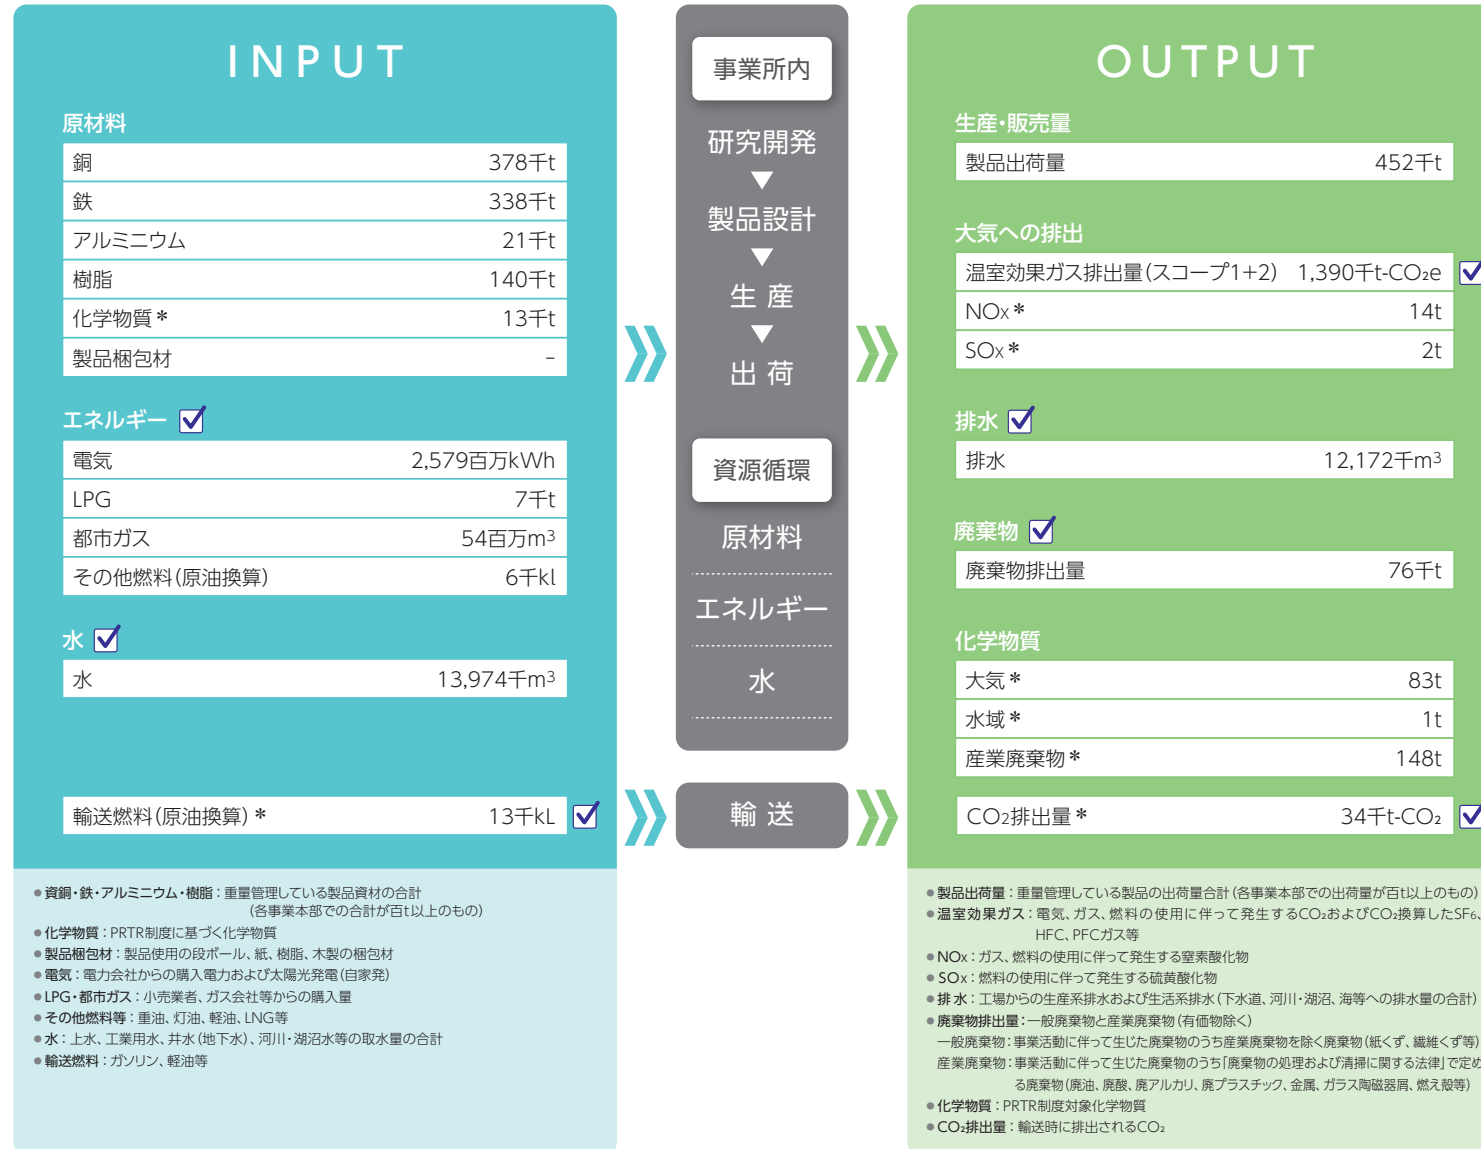 INPUT
原材料
銅 378千t
鉄 338千t
アルミニウム 21千t
樹脂 140千t
化学物質* 13千t
製品梱包材 –
エネルギー
電気 2,579百万kWh
LPG 7千t
都市ガス 54百万m³
その他燃料(原油換算) 6千kl
水
水 13,974千m³
輸送燃料(原油換算)* 13千kL
●資銅・鉄・アルミニウム・樹脂:重量管理している製品資材の合計
(各事業本部での合計が百t以上のもの)
●化学物質:PRTR制度に基づく化学物質
●製品梱包材:製品使用の段ボール、紙、樹脂、木製の梱包材
●電気:電力会社からの購入電力および太陽光発電(自家発)
●LPG・都市ガス:小売業者、ガス会社等からの購入量
●その他燃料等:重油、灯油、軽油、LNG等
●水:上水、工業用水、井水(地下水)、河川・湖沼水等の取水量の合計
●輸送燃料:ガソリン、軽油等
事業所内
研究開発
▼
製品設計
▼
生産
▼
出荷
資源循環
原材料
エネルギー
水
輸送
OUTPUT
生産・販売量
製品出荷量 452千t
大気への排出
温室効果ガス排出量(スコープ1+2) 1,390千t-CO₂e
NOx* 14t
SOx* 2t
排水
排水 12,172千m³
廃棄物
廃棄物排出量 76千t
化学物質
大気* 83t
水域* 1t
産業廃棄物* 148t
CO₂排出量* 34千t-CO₂
●製品出荷量:重量管理している製品の出荷量合計(各事業本部での出荷量が百t以上のもの)
●温室効果ガス:電気、ガス、燃料の使用に伴って発生するCO₂およびCO₂換算したSF₆、
HFC、PFCガス等
●NOx:ガス、燃料の使用に伴って発生する窒素酸化物
●SOx:燃料の使用に伴って発生する硫黄酸化物
●排水:工場からの生産系排水および生活系排水(下水道、河川・湖沼、海等への排水量の合計)
●廃棄物排出量:一般廃棄物と産業廃棄物(有価物除く)
一般廃棄物:事業活動に伴って生じた廃棄物のうち産業廃棄物を除く廃棄物(紙くず、繊維くず等)
産業廃棄物:事業活動に伴って生じた廃棄物のうち「廃棄物の処理および清掃に関する法律」で定め
る廃棄物(廃油、廃酸、廃アルカリ、廃プラスチック、金属、ガラス陶磁器屑、燃え殻等)
●化学物質:PRTR制度対象化学物質
●CO₂排出量:輸送時に排出されるCO₂